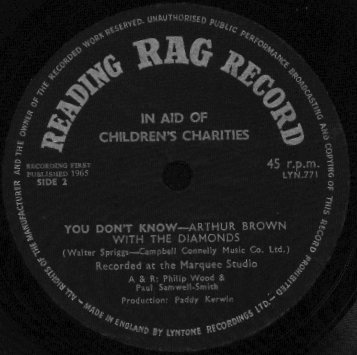 ALL RIGHTS OF THE MANUFACTURER AND THE OWNER OF THE RECORDED WORK RESERVED. UNAUTHORISED PUBLIC PERFORMANCE BROADCASTING AND COPYING OF THIS RECORD PROHIBITED
READING RAG RECORD
IN AID OF
CHILDREN'S CHARITIES
RECORDING FIRST
PUBLISHED 1965
SIDE 2
45 r.p.m.
LYN.771
YOU DON'T KNOW—ARTHUR BROWN
WITH THE DIAMONDS
(Walter Spriggs—Campbell Connelly Music Co. Ltd.)
Recorded at the Marquee Studio
A & R: Philip Wood &
Paul Samwell-Smith
Production: Paddy Kerwin
MADE IN ENGLAND BY LYNTONE RECORDINGS LTD.